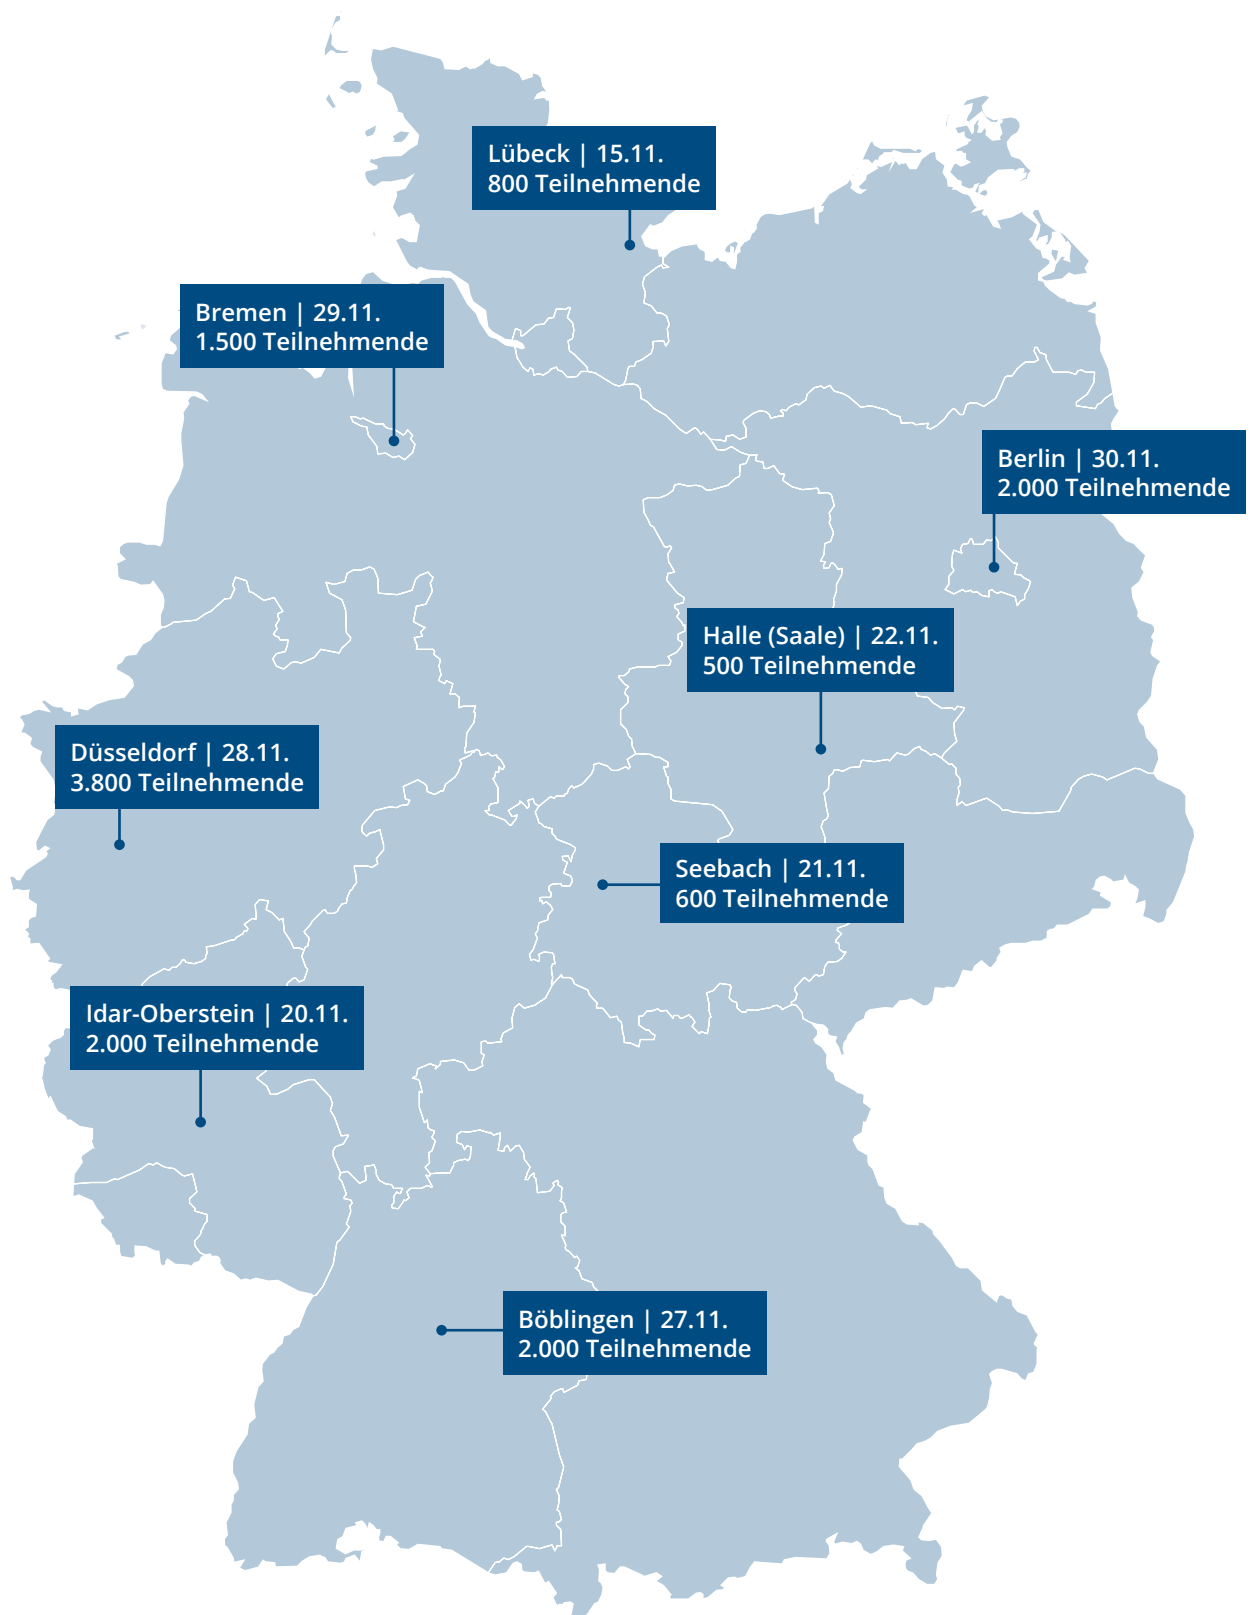 Lübeck | 15.11.
800 Teilnehmende
Bremen | 29.11.
1.500 Teilnehmende
Berlin | 30.11.
2.000 Teilnehmende
Halle (Saale) | 22.11.
500 Teilnehmende
Düsseldorf | 28.11.
3.800 Teilnehmende
Seebach | 21.11.
600 Teilnehmende
Idar-Oberstein | 20.11.
2.000 Teilnehmende
Böblingen | 27.11.
2.000 Teilnehmende